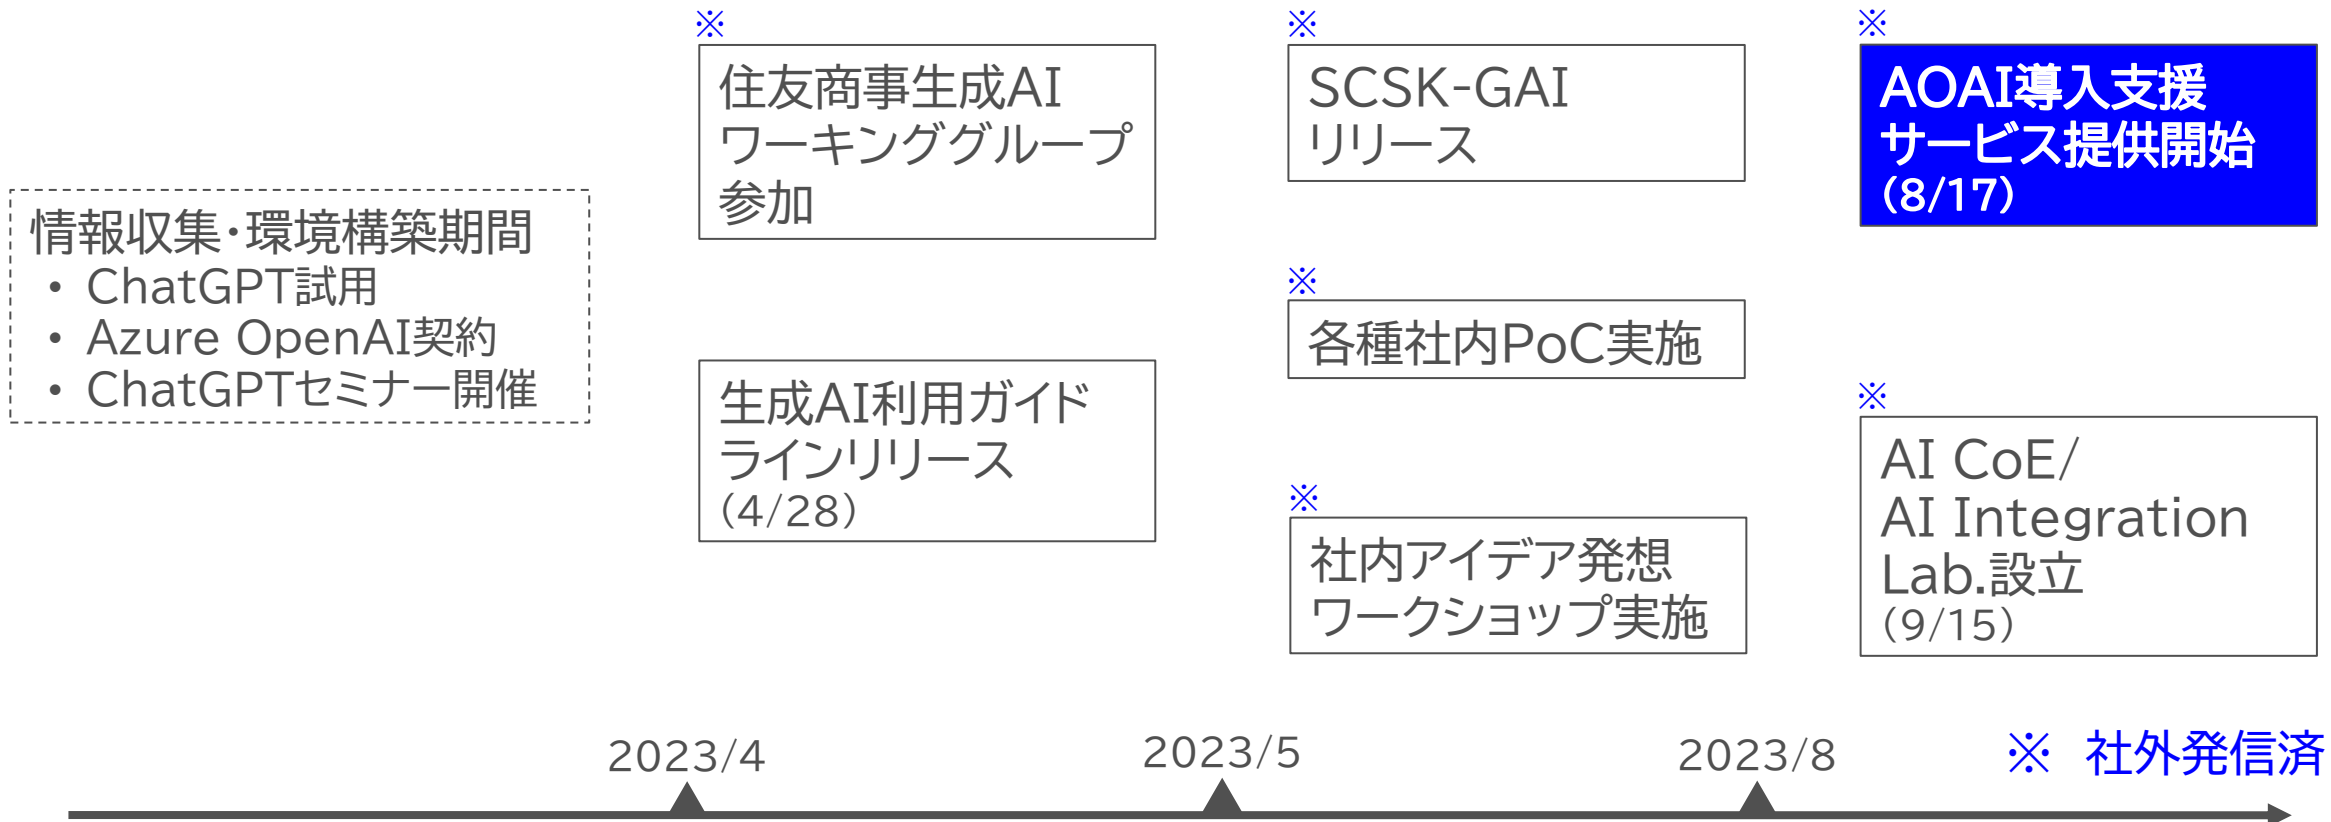 情報収集・環境構築期間
• ChatGPT試用
• Azure OpenAI契約
• ChatGPTセミナー開催
※
住友商事生成AI
ワーキンググループ
参加
生成AI利用ガイド
ラインリリース
(4/28)
※
SCSK-GAI
リリース
※
各種社内PoC実施
※
社内アイデア発想
ワークショップ実施
※
AOAI導入支援
サービス提供開始
(8/17)
※
AI CoE/
AI Integration
Lab.設立
(9/15)
2023/4
2023/5
2023/8
※ 社外発信済